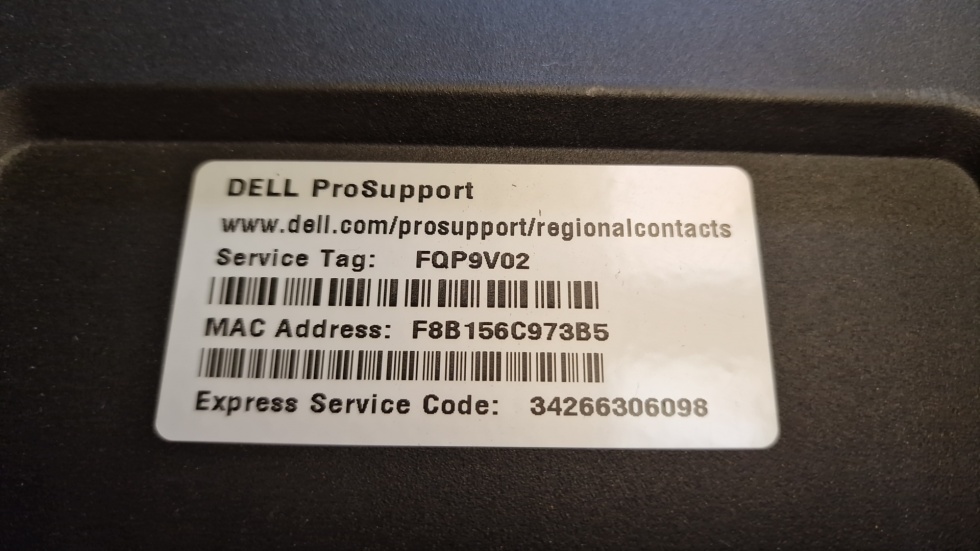 DELL ProSupport
www.dell.com/prosupport/regionalcontacts
Service Tag: FQP9V02
MAC Address: F8B156C973B5
Express Service Code: 34266306098